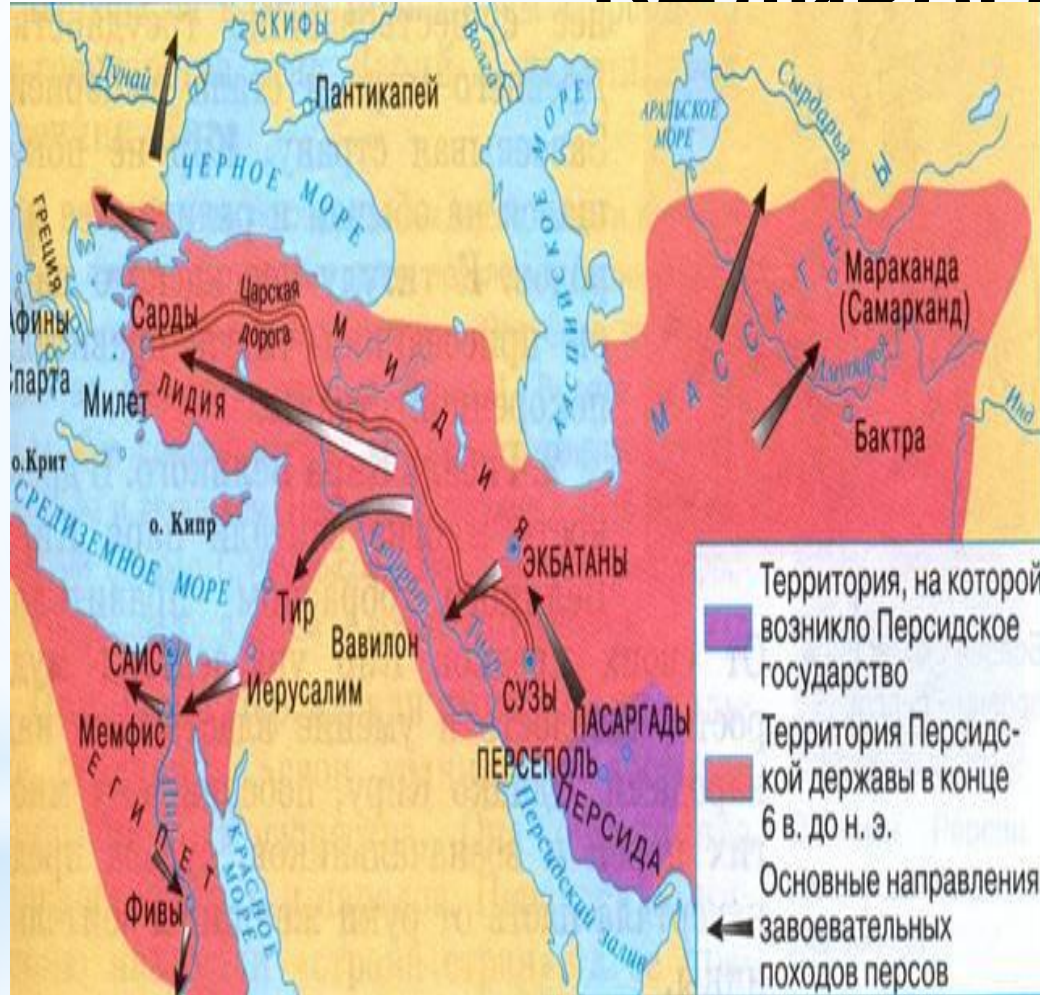 СКИФЫ
Дунай
Волга
Пантикапей
ЧЕРНОЕ МОРЕ
КАСПИЙСКОЕ МОРЕ
АРАЛЬСКОЕ
МОРЕ
Сырдарья
ГРЕЦИЯ
Афины
Спарта
Сарды
Царская
дорога
Милет
ЛИДИЯ
МИДИЯ
МАССАГЕТЫ
Мараканда
(Самарканд)
Амударья
Бактра
Инд
о.Крит
СРЕДИЗЕМНОЕ МОРЕ
о. Кипр
Тир
Евфрат
Тигр
ЭКБАТАНЫ
Вавилон
СУЗЫ
САИС
Иерусалим
Мемфис
ЕГИПЕТ
Фивы
КРАСНОЕ
МОРЕ
ПАСАРГАДЫ
ПЕРСЕПОЛЬ
ПЕРСИДА
Персидский залив
Территория, на которой
возникло Персидское
государство
Территория Персидс-
кой державы в конце
6 в. до н. э.
Основные направления
завоевательных
походов персов